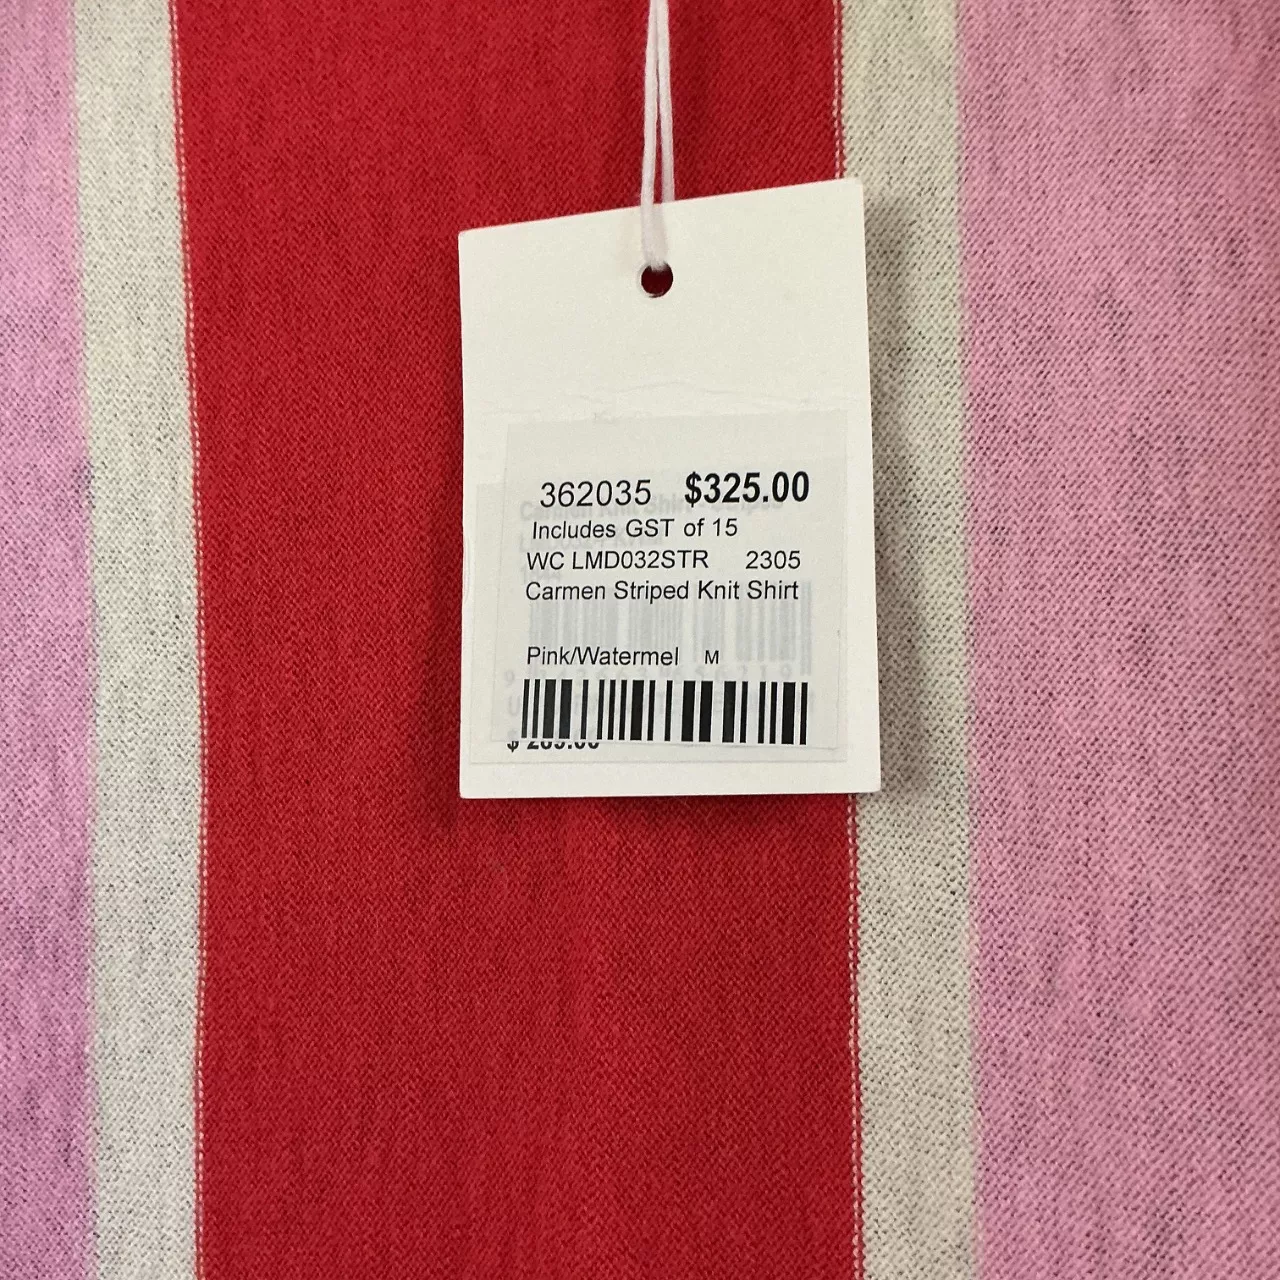 362035 $325.00
Includes GST of 15
WC LMD032STR 2305
Carmen Striped Knit Shirt
Pink/Watermel M